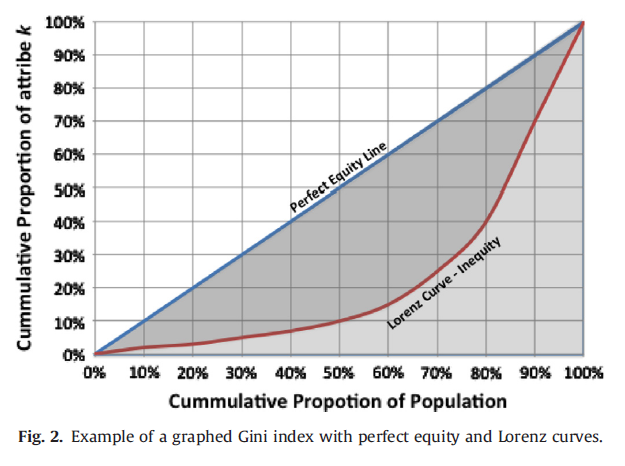 100%
90%
80%
70%
60%
50%
40%
30%
20%
10%
0%
Cummulative Proportion of attribe k
Perfect Equity Line
Lorenz Curve - Inequity
0% 10% 20% 30% 40% 50% 60% 70% 80% 90% 100%
Cummulative Propotion of Population
Fig. 2. Example of a graphed Gini index with perfect equity and Lorenz curves.